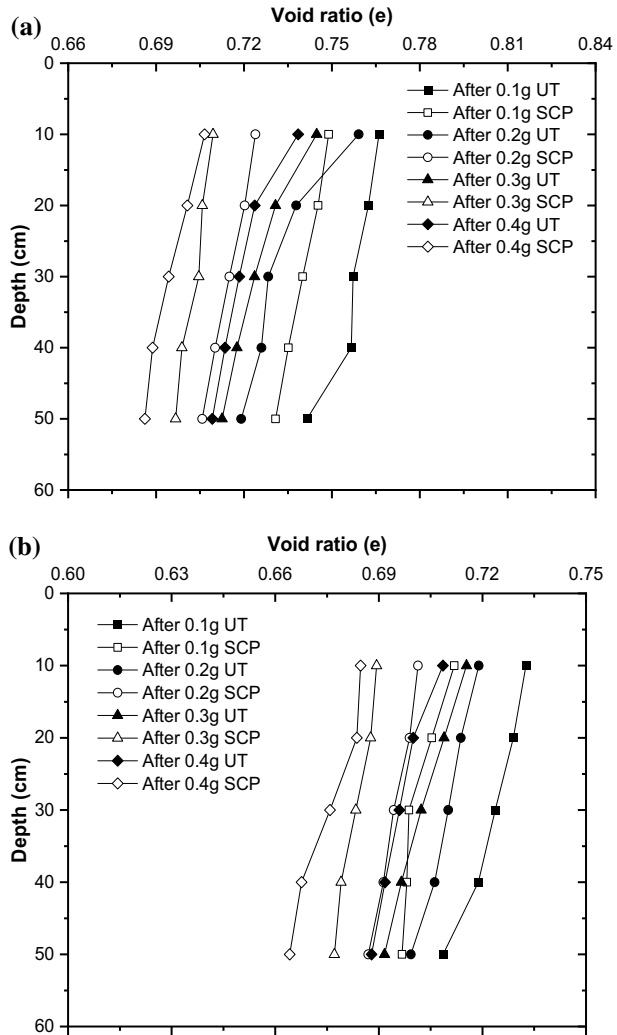 (a)
Void ratio (e)
0.66 0.69 0.72 0.75 0.78 0.81 0.84
0
10
20
30
40
50
60
Depth (cm)
After 0.1g UT
After 0.1g SCP
After 0.2g UT
After 0.2g SCP
After 0.3g UT
After 0.3g SCP
After 0.4g UT
After 0.4g SCP
(b)
Void ratio (e)
0.60 0.63 0.66 0.69 0.72 0.75
0
10
20
30
40
50
60
Depth (cm)
After 0.1g UT
After 0.1g SCP
After 0.2g UT
After 0.2g SCP
After 0.3g UT
After 0.3g SCP
After 0.4g UT
After 0.4g SCP